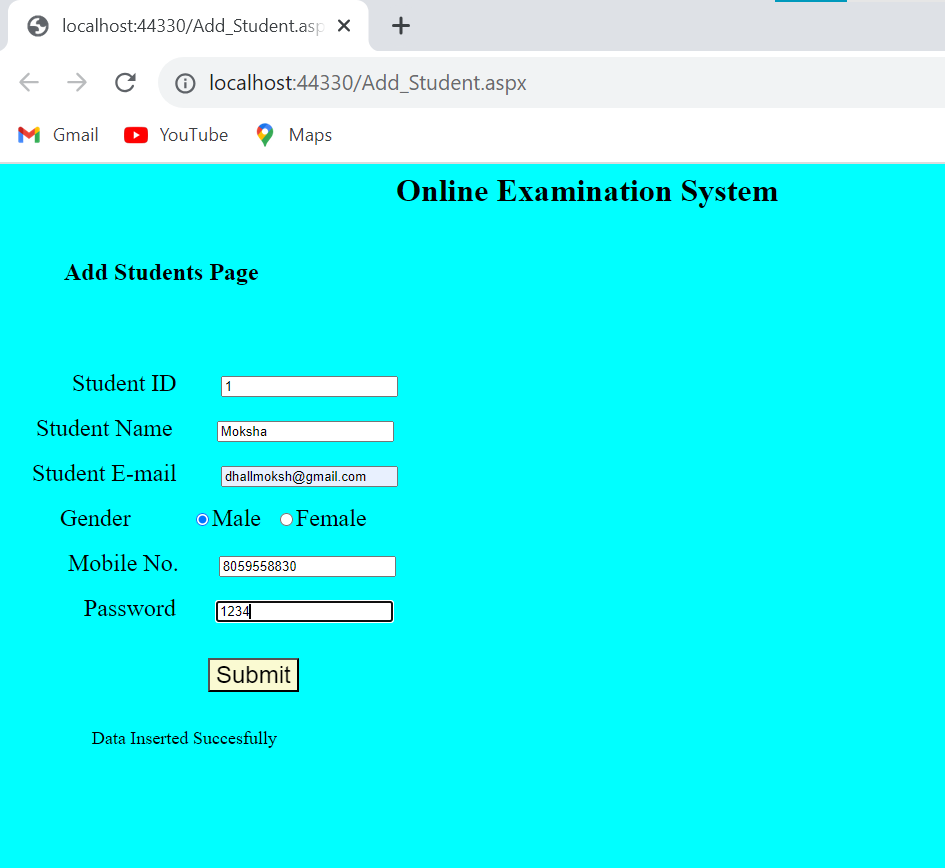 localhost:44330/Add_Student.asp
localhost:44330/Add_Student.aspx
Gmail YouTube Maps
Online Examination System
Add Students Page
Student ID 1
Student Name Moksha
Student E-mail dhallmoksh@gmail.com
Gender Male Female
Mobile No. 8059558830
Password 1234
Submit
Data Inserted Succesfully